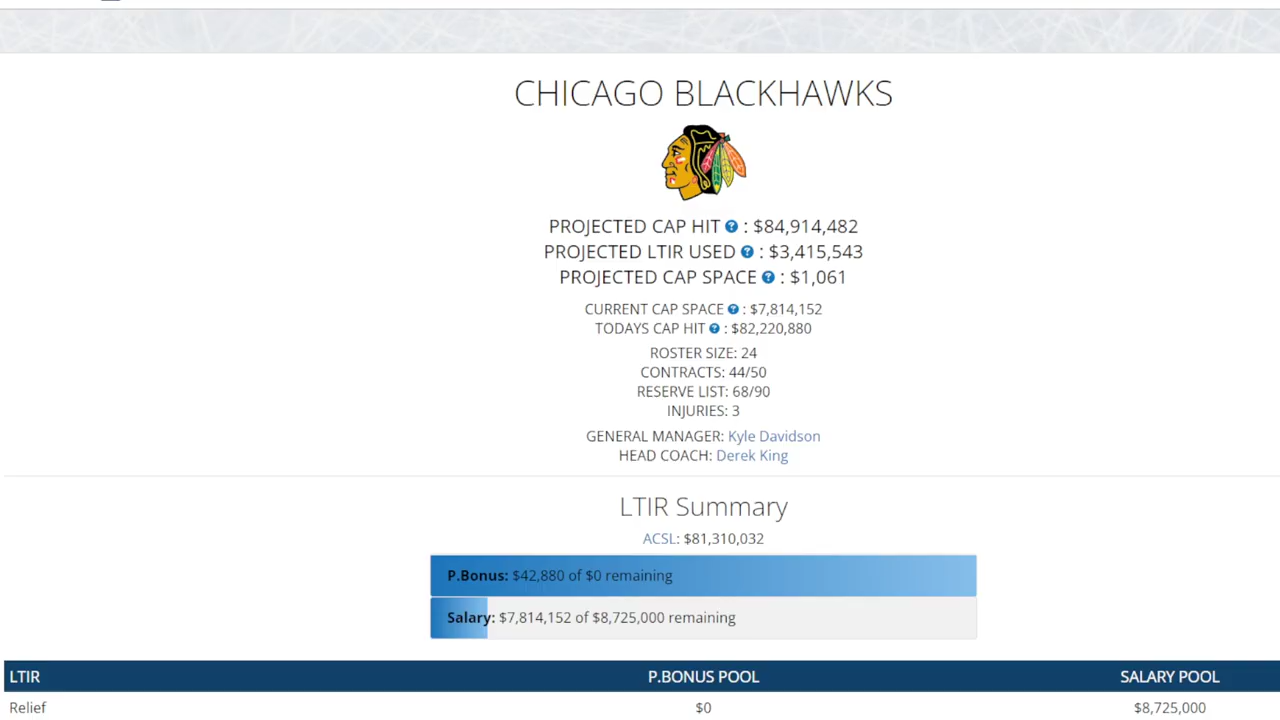 CHICAGO BLACKHAWKS
PROJECTED CAP HIT ? : $84,914,482
PROJECTED LTIR USED ? : $3,415,543
PROJECTED CAP SPACE ? : $1,061
CURRENT CAP SPACE ? : $7,814,152
TODAYS CAP HIT ? : $82,220,880
ROSTER SIZE: 24
CONTRACTS: 44/50
RESERVE LIST: 68/90
INJURIES: 3
GENERAL MANAGER: Kyle Davidson
HEAD COACH: Derek King
LTIR Summary
ACSL: $81,310,032
P.Bonus: $42,880 of $0 remaining
Salary: $7,814,152 of $8,725,000 remaining
LTIR P.BONUS POOL SALARY POOL
Relief $0 $8,725,000